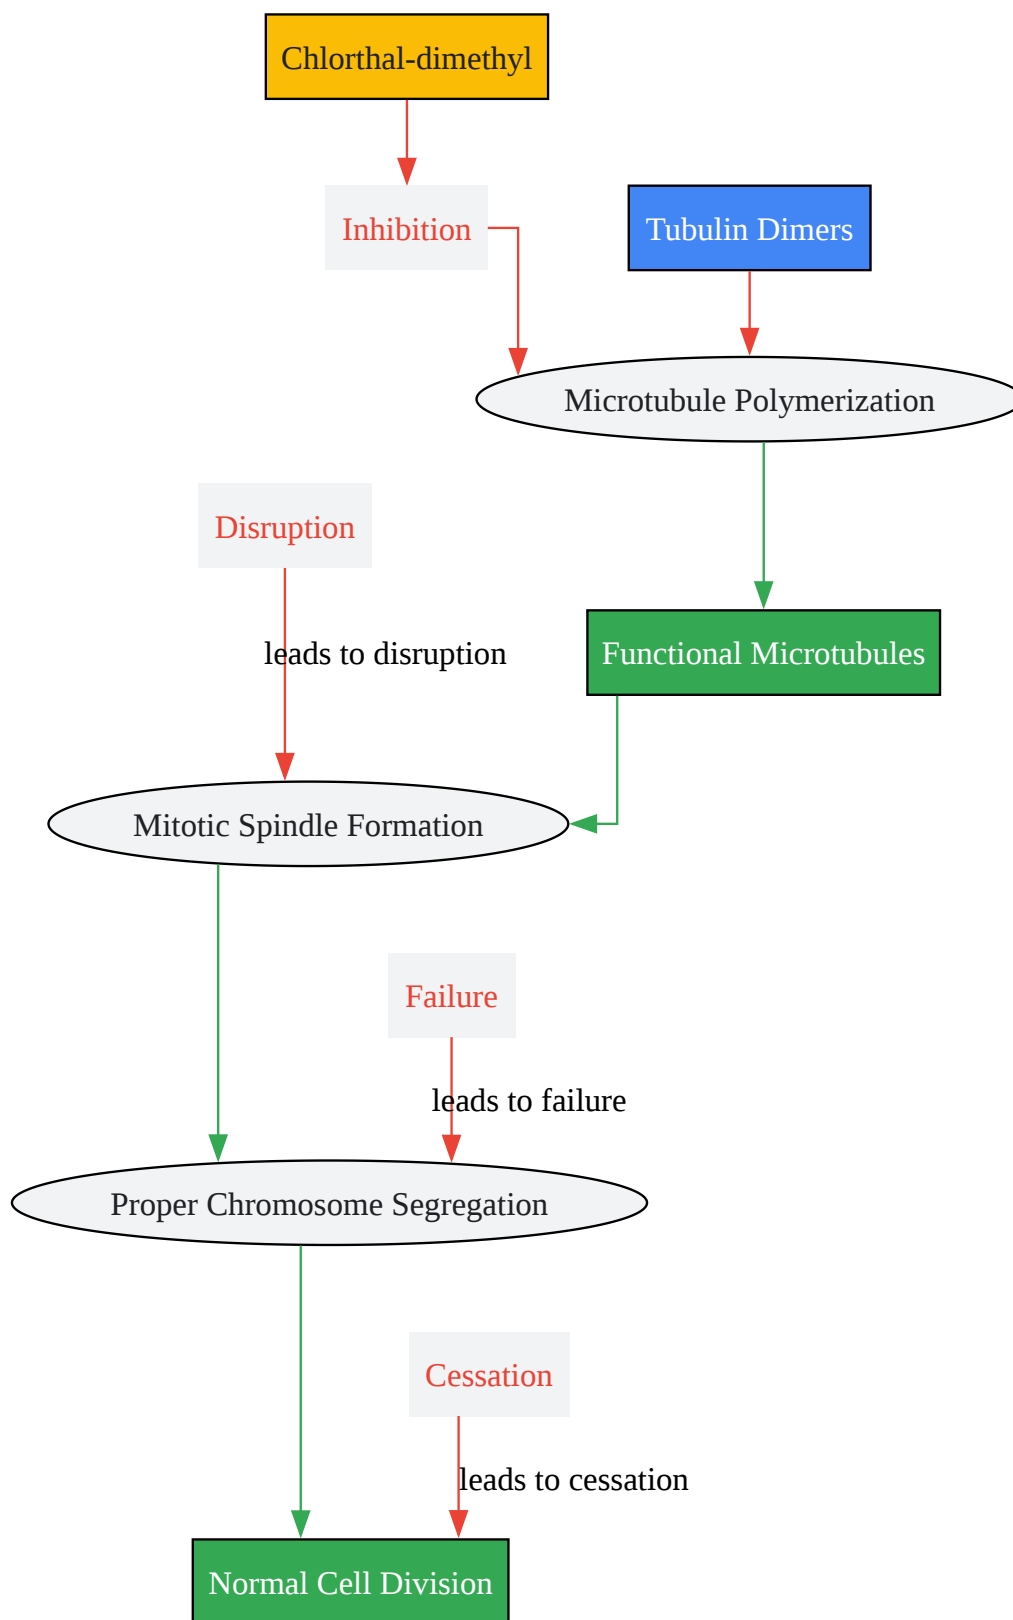 Chlorthal-dimethyl
Inhibition
Tubulin Dimers
Microtubule Polymerization
Disruption
leads to disruption
Functional Microtubules
Mitotic Spindle Formation
Failure
leads to failure
Proper Chromosome Segregation
Cessation
leads to cessation
Normal Cell Division